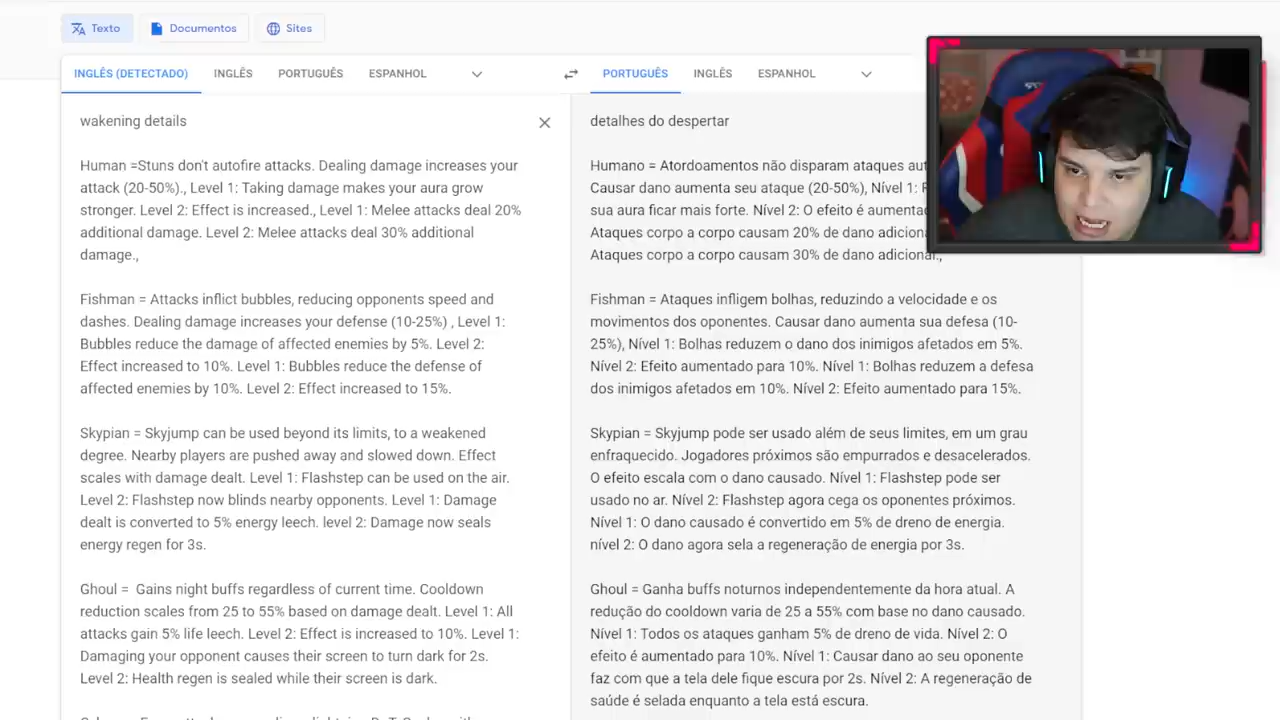 Texto
Documentos
Sites
INGLÊS (DETECTADO)
INGLÊS
PORTUGUÊS
ESPANHOL
PORTUGUÊS
INGLÊS
ESPANHOL
wakening details
Human =Stuns don't autofire attacks. Dealing damage increases your
attack (20-50%)., Level 1: Taking damage makes your aura grow
stronger. Level 2: Effect is increased., Level 1: Melee attacks deal 20%
additional damage. Level 2: Melee attacks deal 30% additional
damage.,
Fishman = Attacks inflict bubbles, reducing opponents speed and
dashes. Dealing damage increases your defense (10-25%) , Level 1:
Bubbles reduce the damage of affected enemies by 5%. Level 2:
Effect increased to 10%. Level 1: Bubbles reduce the defense of
affected enemies by 10%. Level 2: Effect increased to 15%.
Skypian = Skyjump can be used beyond its limits, to a weakened
degree. Nearby players are pushed away and slowed down. Effect
scales with damage dealt. Level 1: Flashstep can be used on the air.
Level 2: Flashstep now blinds nearby opponents. Level 1: Damage
dealt is converted to 5% energy leech. level 2: Damage now seals
energy regen for 3s.
Ghoul =  Gains night buffs regardless of current time. Cooldown
reduction scales from 25 to 55% based on damage dealt. Level 1: All
attacks gain 5% life leech. Level 2: Effect is increased to 10%. Level 1:
Damaging your opponent causes their screen to turn dark for 2s.
Level 2: Health regen is sealed while their screen is dark.
detalhes do despertar
Humano = Atordoamentos não disparam ataques
Causar dano aumenta seu ataque (20-50%), Nível 1:
sua aura ficar mais forte. Nível 2: O efeito é
Ataques corpo a corpo causam 20% de dano
Ataques corpo a corpo causam 30% de dano adicional.,
Fishman = Ataques infligem bolhas, reduzindo a velocidade e os
movimentos dos oponentes. Causar dano aumenta sua defesa (10-
25%), Nível 1: Bolhas reduzem o dano dos inimigos afetados em 5%.
Nível 2: Efeito aumentado para 10%. Nível 1: Bolhas reduzem a defesa
dos inimigos afetados em 10%. Nível 2: Efeito aumentado para 15%.
Skypian = Skyjump pode ser usado além de seus limites, em um grau
enfraquecido. Jogadores próximos são empurrados e desacelerados.
O efeito escala com o dano causado. Nível 1: Flashstep pode ser
usado no ar. Nível 2: Flashstep agora cega os oponentes próximos.
Nível 1: O dano causado é convertido em 5% de dreno de energia.
nível 2: O dano agora sela a regeneração de energia por 3s.
Ghoul = Ganha buffs noturnos independentemente da hora atual. A
redução do cooldown varia de 25 a 55% com base no dano causado.
Nível 1: Todos os ataques ganham 5% de dreno de vida. Nível 2: O
efeito é aumentado para 10%. Nível 1: Causar dano ao seu oponente
faz com que a tela dele fique escura por 2s. Nível 2: A regeneração de
saúde é selada enquanto a tela está escura.